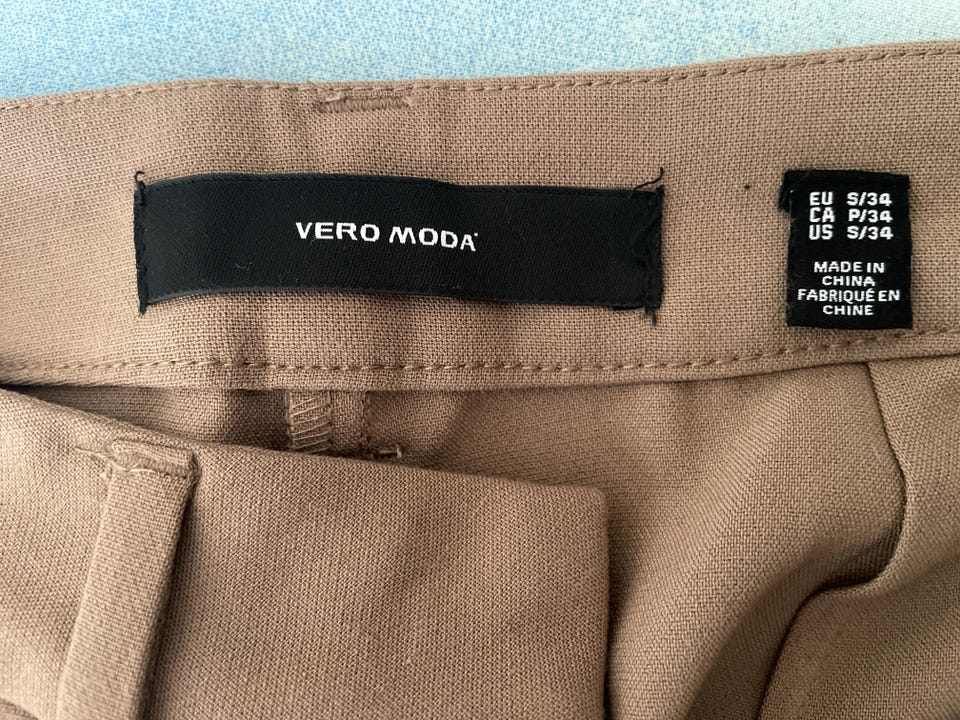 VERO MODA
EU S/34
CA P/34
US S/34
MADE IN
CHINA
FABRIQUÉ EN
CHINE